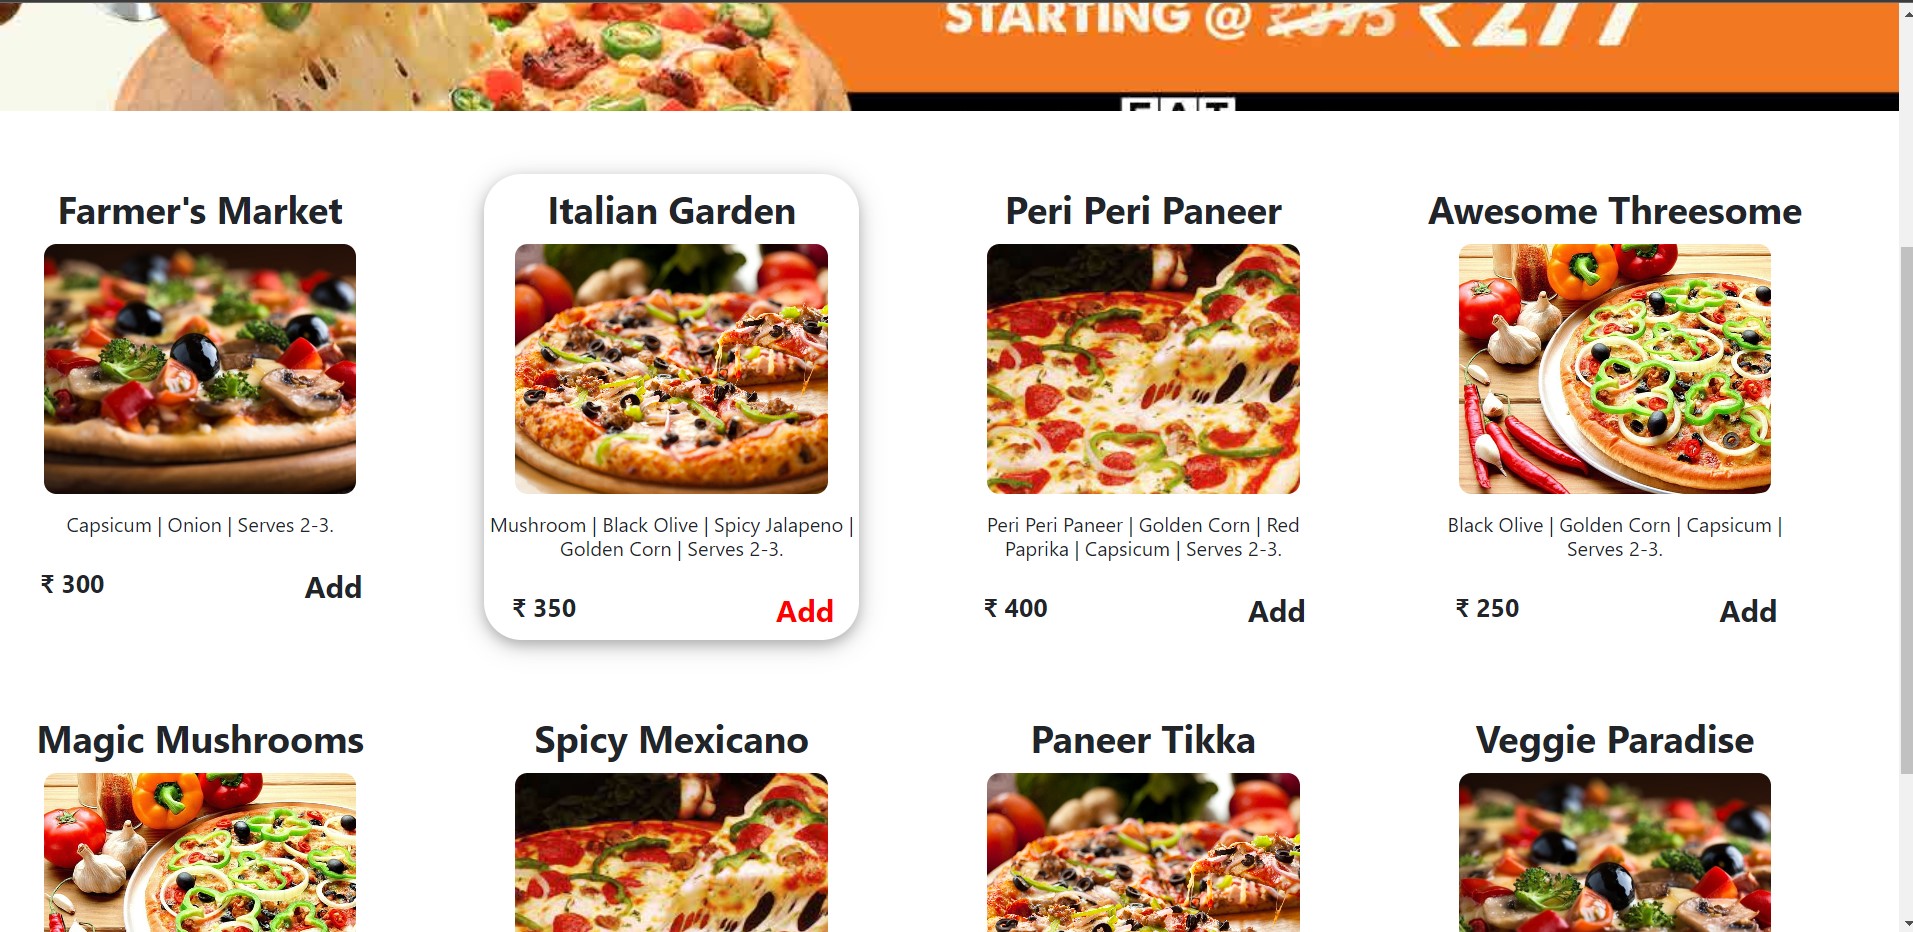 STARTING @ ₹395 ₹277
EAT
Farmer's Market
Italian Garden
Peri Peri Paneer
Awesome Threesome
Capsicum | Onion | Serves 2-3.
Mushroom | Black Olive | Spicy Jalapeno |
Golden Corn | Serves 2-3.
Peri Peri Paneer | Golden Corn | Red
Paprika | Capsicum | Serves 2-3.
Black Olive | Golden Corn | Capsicum |
Serves 2-3.
₹ 300
Add
₹ 350
Add
₹ 400
Add
₹ 250
Add
Magic Mushrooms
Spicy Mexicano
Paneer Tikka
Veggie Paradise